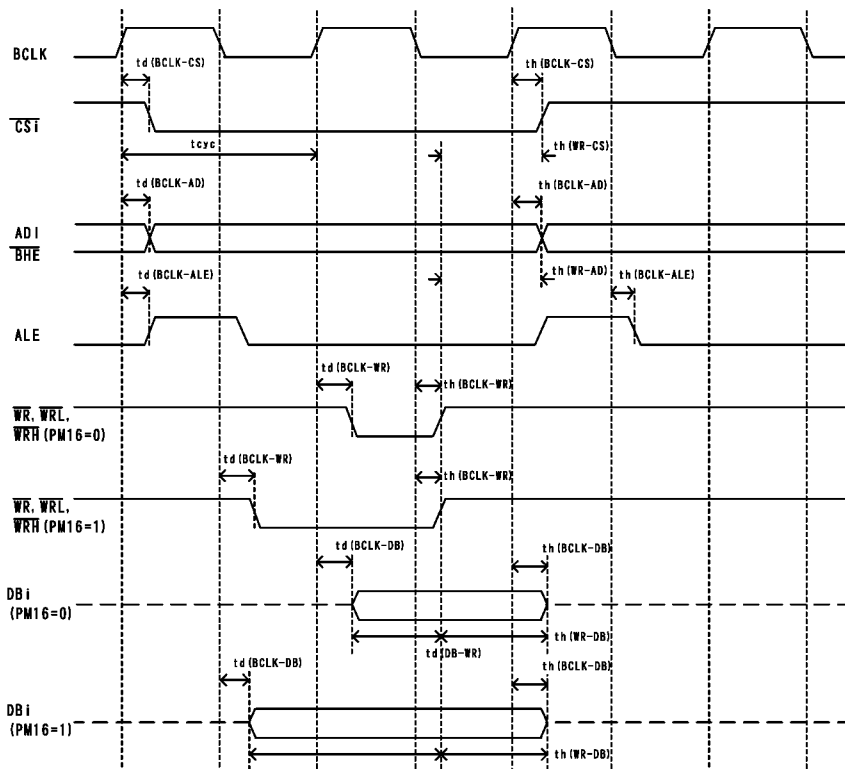 BCLK
td(BCLK-CS)
th(BCLK-CS)
CSi
tcyc
th(WR-CS)
td(BCLK-AD)
th(BCLK-AD)
ADi
BHE
td(BCLK-ALE)
th(WR-AD)
th(BCLK-ALE)
ALE
td(BCLK-WR)
th(BCLK-WR)
WR, WRL,
WRH(PM16=0)
td(BCLK-WR)
th(BCLK-WR)
WR, WRL,
WRH(PM16=1)
td(BCLK-DB)
th(BCLK-DB)
DBi
(PM16=0)
th(WR-DB)
td(DB-WR)
td(BCLK-DB)
th(BCLK-DB)
DBi
(PM16=1)
th(WR-DB)